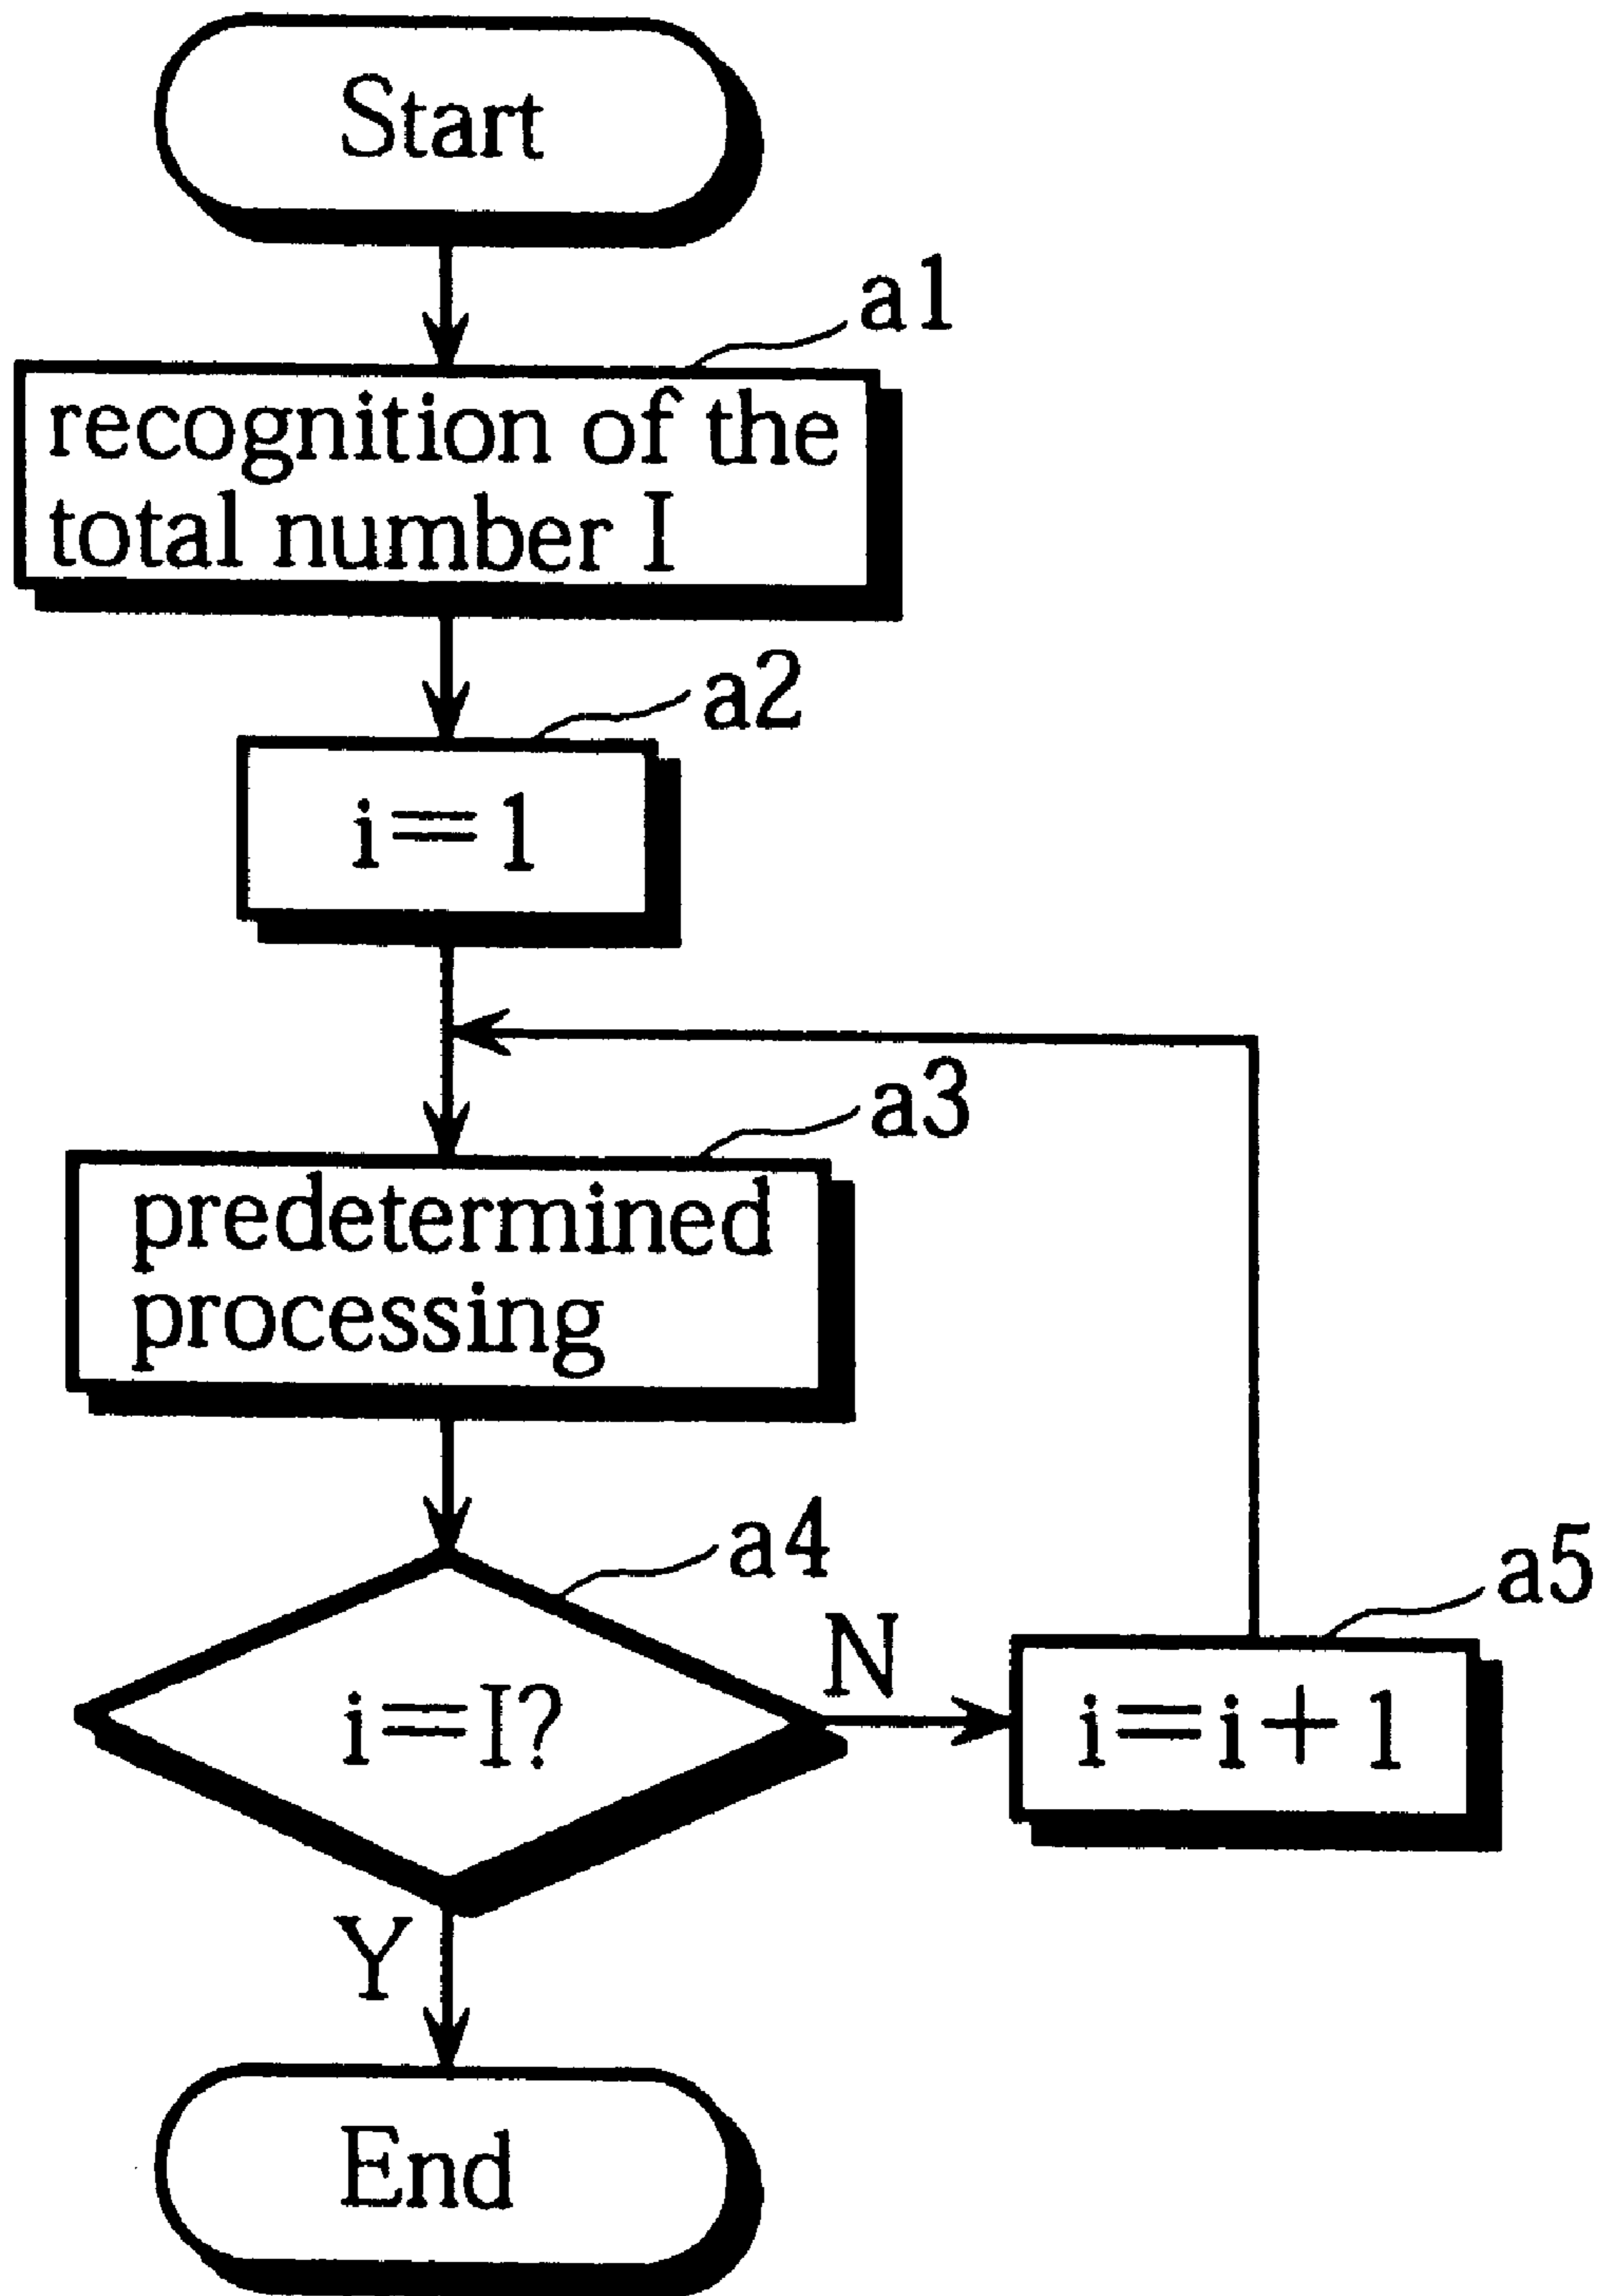 Start
a1
recognition of the
total number I
a2
i=1
a3
predetermined
processing
a4
i=I?
N
a5
i=i+1
Y
End